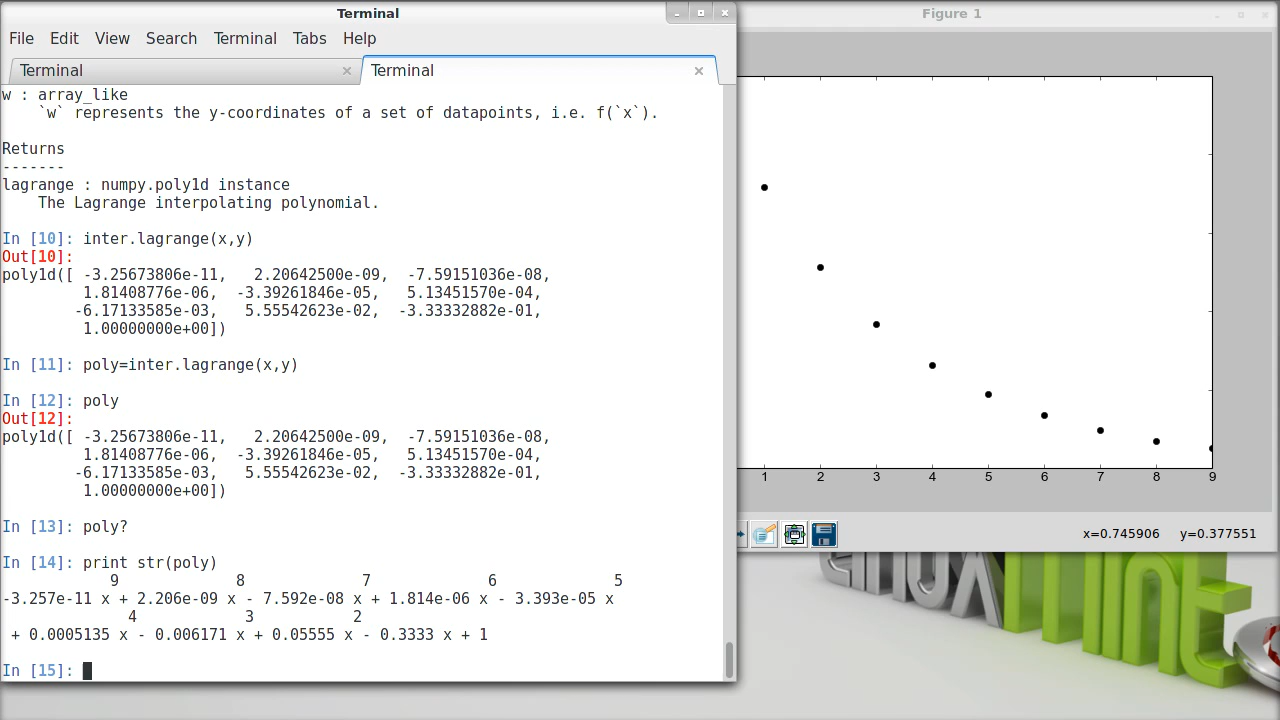 Terminal
File Edit View Search Terminal Tabs Help
Terminal
Terminal
w : array_like
`w` represents the y-coordinates of a set of datapoints, i.e. f(`x`).
Returns
-------
lagrange : numpy.poly1d instance
The Lagrange interpolating polynomial.
In [10]: inter.lagrange(x,y)
Out[10]:
poly1d([ -3.25673806e-11, 2.20642500e-09, -7.59151036e-08,
1.81408776e-06, -3.39261846e-05, 5.13451570e-04,
-6.17133585e-03, 5.55542623e-02, -3.33332882e-01,
1.00000000e+00])
In [11]: poly=inter.lagrange(x,y)
In [12]: poly
Out[12]:
poly1d([ -3.25673806e-11, 2.20642500e-09, -7.59151036e-08,
1.81408776e-06, -3.39261846e-05, 5.13451570e-04,
-6.17133585e-03, 5.55542623e-02, -3.33332882e-01,
1.00000000e+00])
In [13]: poly?
In [14]: print str(poly)
9 8 7 6 5
-3.257e-11 x + 2.206e-09 x - 7.592e-08 x + 1.814e-06 x - 3.393e-05 x
4 3 2
+ 0.0005135 x - 0.006171 x + 0.05555 x - 0.3333 x + 1
In [15]:
Figure 1
1 2 3 4 5 6 7 8 9
x=0.745906 y=0.377551
linux mint